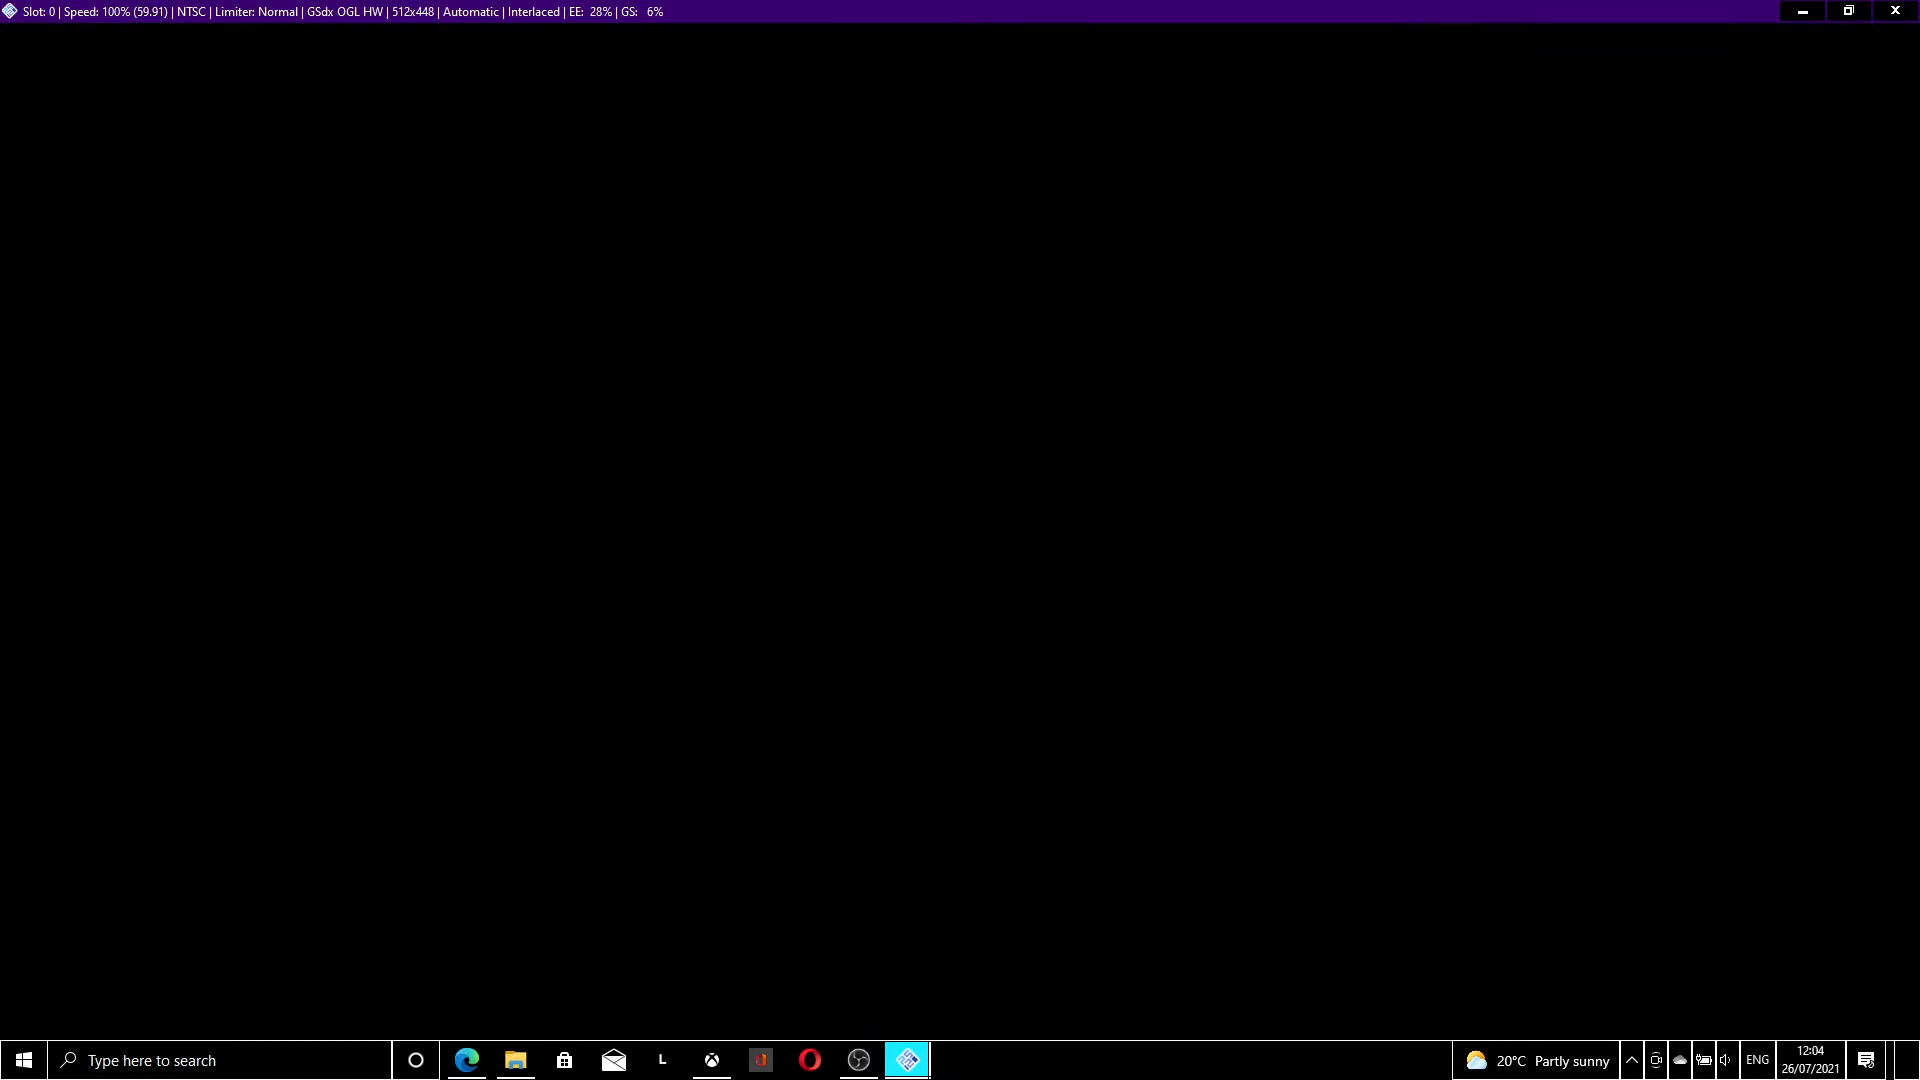 Slot: 0 | Speed: 100% (59.91) | NTSC | Limiter: Normal | GSdx OGL HW | 512x448 | Automatic | Interlaced | EE:  28% | GS:   6%
Type here to search
L
20°C Partly sunny
ENG
12:04
26/07/2021